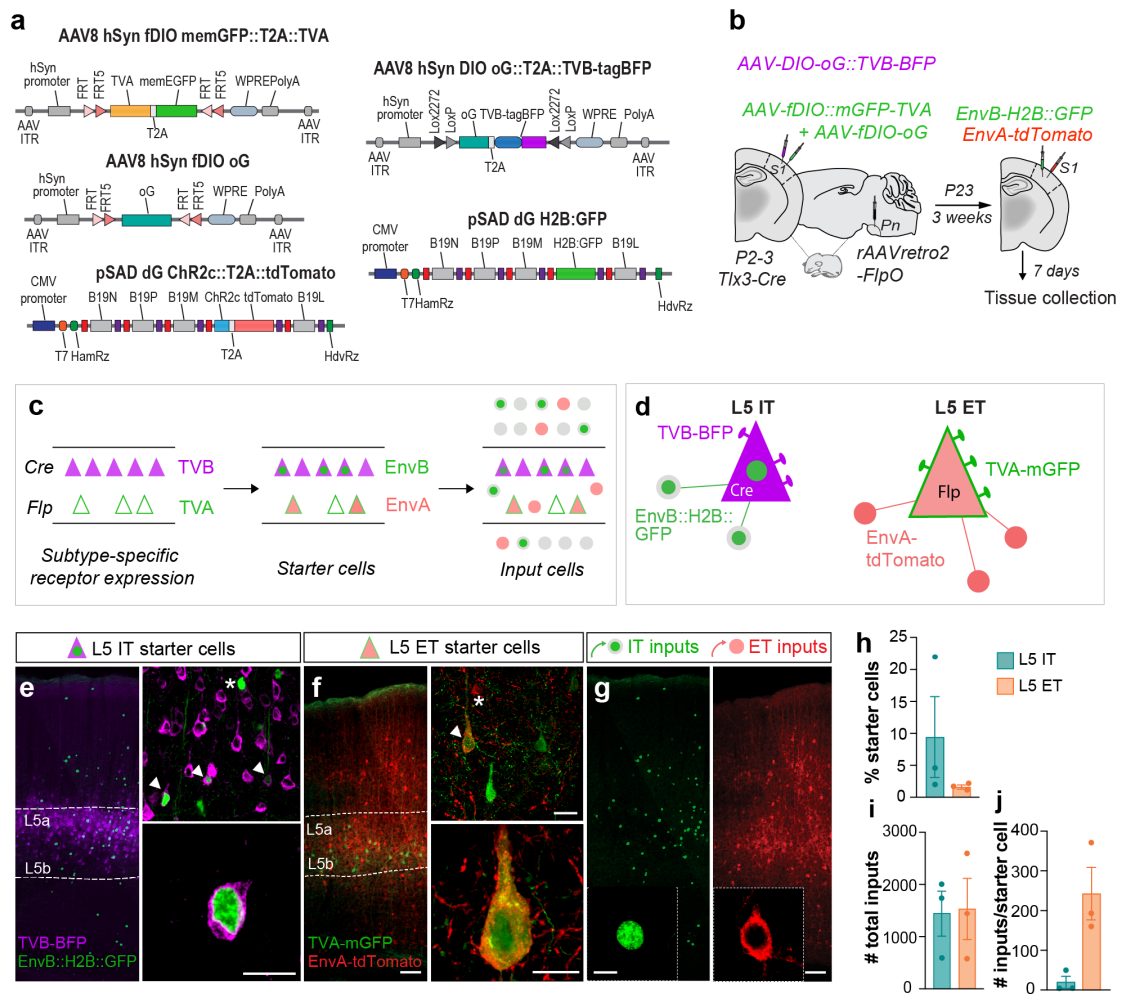 a
AAV8 hSyn fDIO memGFP::T2A::TVA
hSyn
promoter
FRT
FRT5
TVA
memEGFP
FRT
FRT5
WPRE
PolyA
AAV
ITR
T2A
AAV
ITR
AAV8 hSyn fDIO oG
hSyn
promoter
FRT
FRT5
oG
FRT
FRT5
WPRE
PolyA
AAV
ITR
AAV
ITR
pSAD dG ChR2c::T2A::tdTomato
CMV
promoter
B19N
B19P
B19M
ChR2c
tdTomato
B19L
T7
HamRz
T2A
HdvRz
AAV8 hSyn DIO oG::T2A::TVB-tagBFP
hSyn
promoter
Lox2272
LoxP
oG
TVB-tagBFP
Lox2272
LoxP
WPRE
PolyA
AAV
ITR
T2A
AAV
ITR
pSAD dG H2B:GFP
CMV
promoter
B19N
B19P
B19M
H2B:GFP
B19L
T7
HamRz
HdvRz
b
AAV-DIO-oG::TVB-BFP
AAV-fDIO::mGFP-TVA
+ AAV-fDIO-oG
EnvB-H2B::GFP
EnvA-tdTomato
S1
S1
P23
3 weeks
Pn
P2-3
Tlx3-Cre
rAAVretro2
-FlpO
7 days
Tissue collection
c
Cre
TVB
EnvB
Flp
TVA
EnvA
Subtype-specific
receptor expression
Starter cells
Input cells
d
L5 IT
L5 ET
TVB-BFP
TVA-mGFP
Cre
Flp
EnvB::H2B::
GFP
EnvA-
tdTomato
L5 IT starter cells
L5 ET starter cells
IT inputs
ET inputs
e
*
L5a
L5b
TVB-BFP
EnvB::H2B::GFP
f
*
L5a
L5b
TVA-mGFP
EnvA-tdTomato
g
h
% starter cells
25
20
15
10
5
0
L5 IT
L5 ET
i
# total inputs
3000
2000
1000
0
j
# inputs/starter cell
400
300
200
100
0